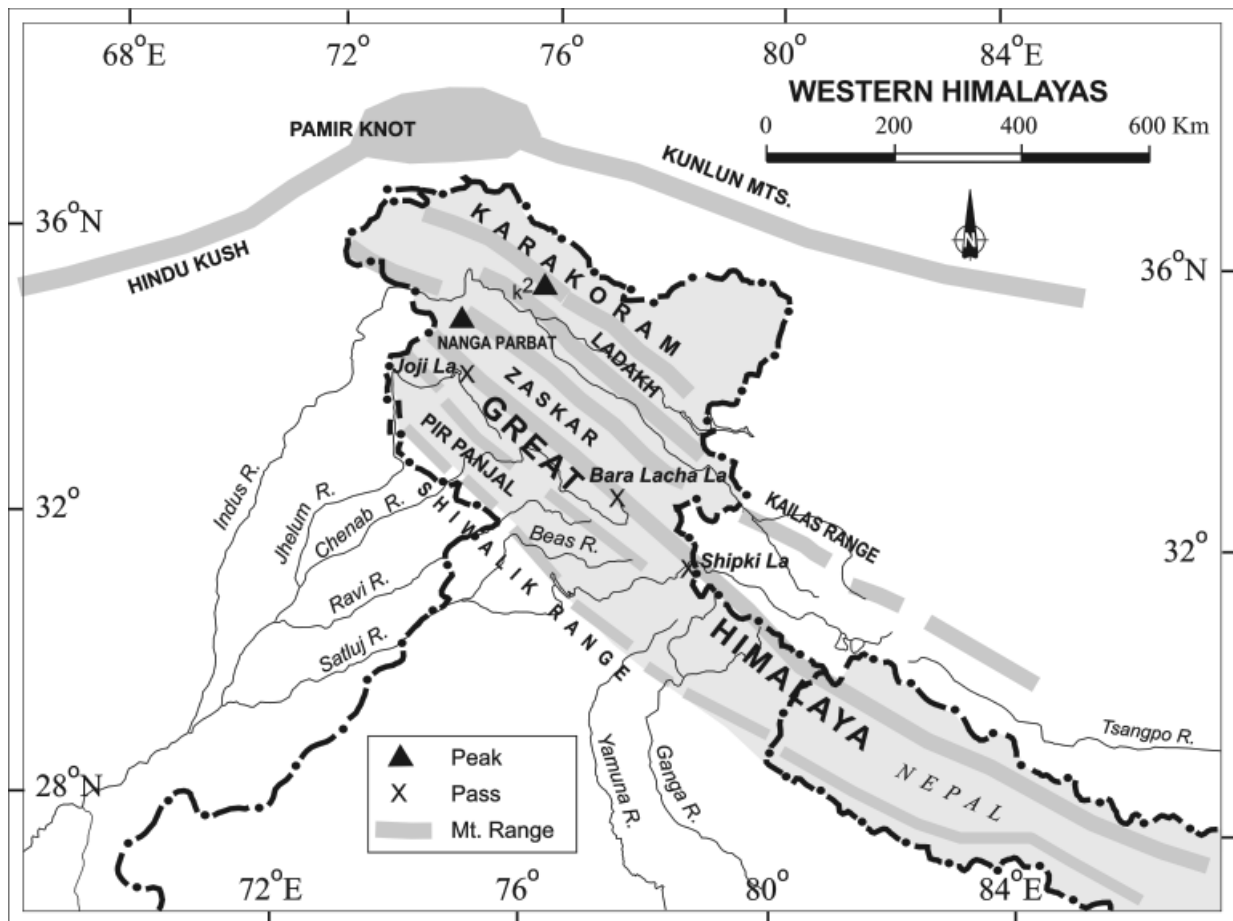 68°E 72° 76° 80° 84°E
WESTERN HIMALAYAS
0 200 400 600 Km
PAMIR KNOT
KUNLUN MTS.
N
36°N
HINDU KUSH
36°N
KARAKORAM
K2
NANGA PARBAT
LADAKH
Joji La
ZASKAR
GREAT
PIR PANJAL
Bara Lacha La
32°
SHIWALIK RANGE
Indus R.
Jhelum R.
Chenab R.
Beas R.
KAILAS RANGE
Shipki La
32°
Ravi R.
Satluj R.
HIMALAYA
Tsangpo R.
Yamuna R.
Ganga R.
NEPAL
Peak
Pass
Mt. Range
28°N
28°N
72°E 76° 80° 84°E